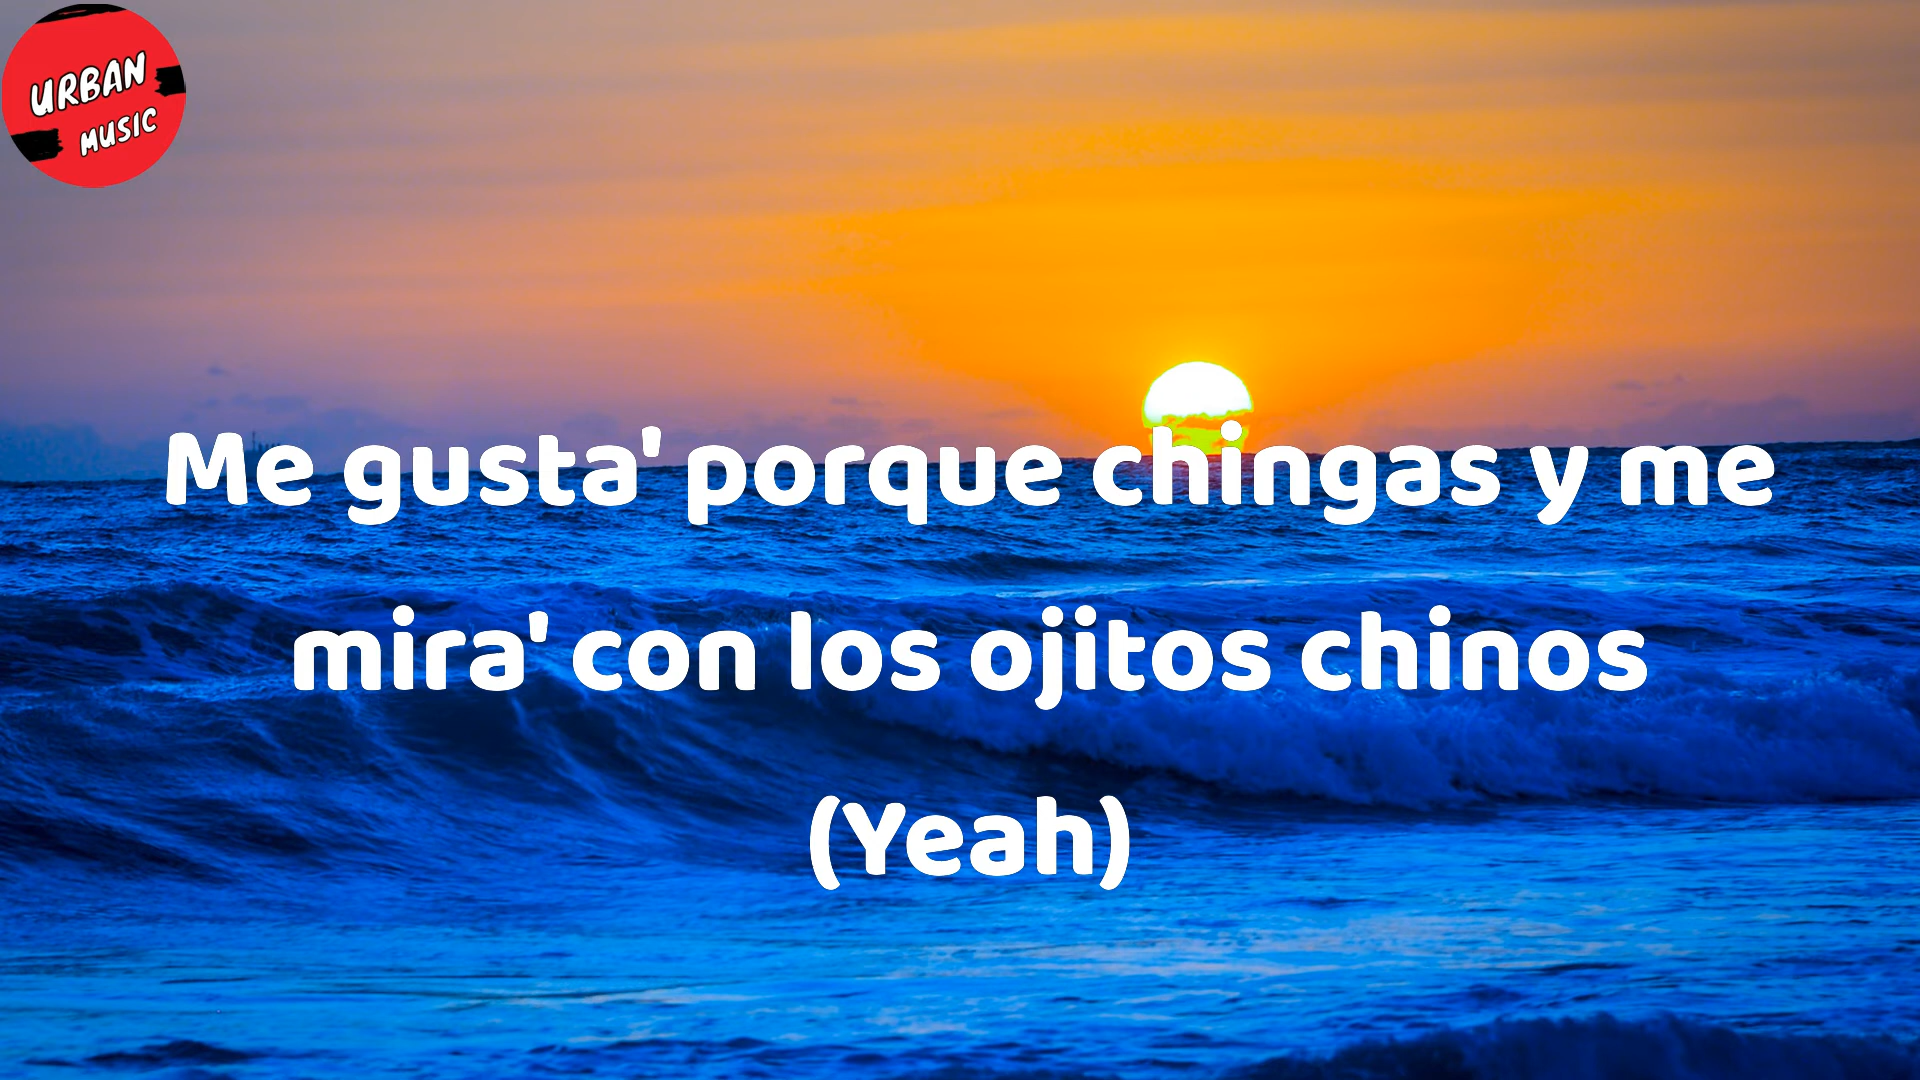 URBAN
MUSIC
Me gusta' porque chingas y me
mira' con los ojitos chinos
(Yeah)